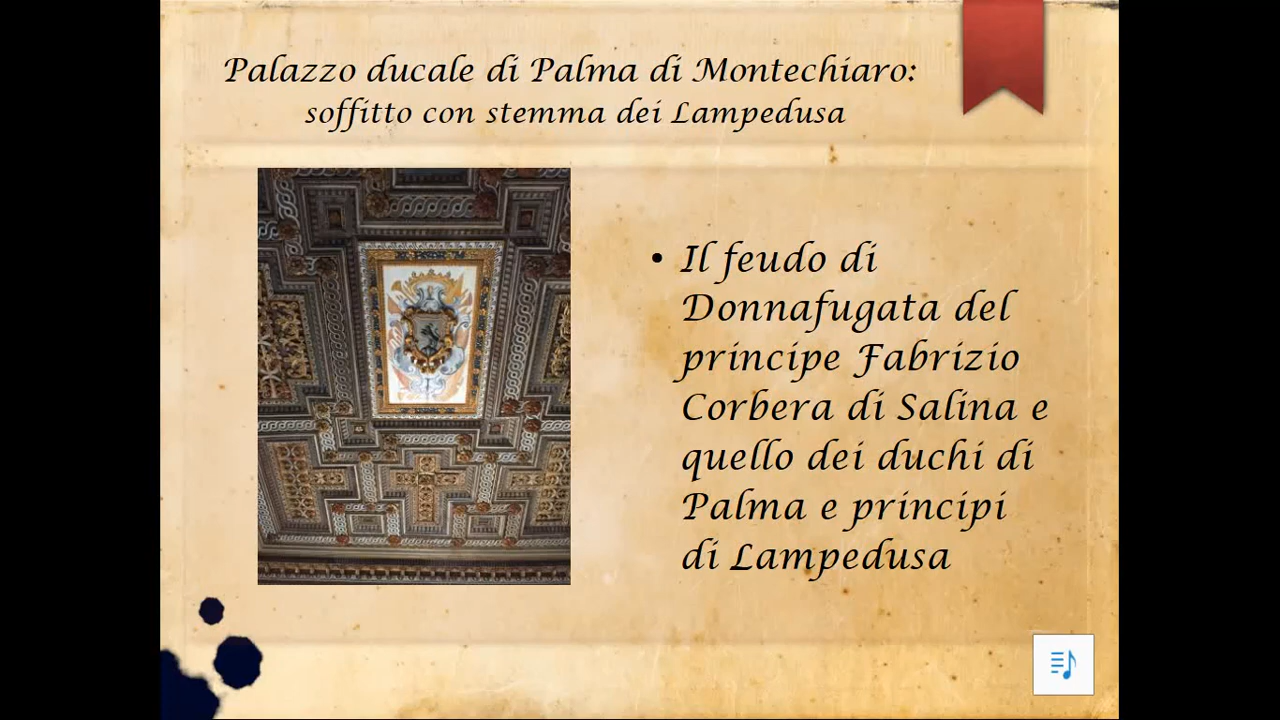 Palazzo ducale di Palma di Montechiaro:
soffitto con stemma dei Lampedusa
• Il feudo di
Donnafugata del
principe Fabrizio
Corbera di Salina e
quello dei duchi di
Palma e principi
di Lampedusa